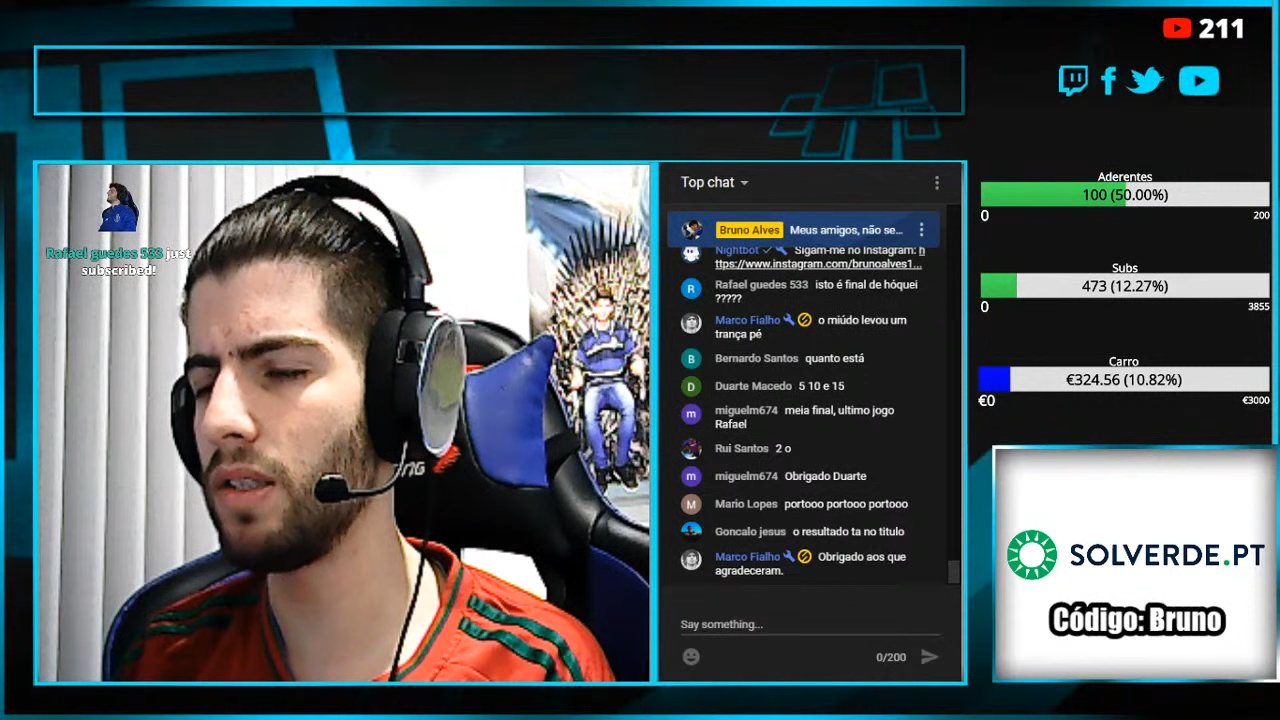 211
Rafael guedes 533 just
subscribed!
Top chat
Bruno Alves Meus amigos, não se...
Nightbot Sigam-me no Instagram: h
ttps://www.instagram.com/brunoalves1...
Rafael guedes 533 isto é final de hóquei
?????
Marco Fialho o miúdo levou um
trança pé
Bernardo Santos quanto está
Duarte Macedo 5 10 e 15
miguelm674 meia final, ultimo jogo
Rafael
Rui Santos 2 o
miguelm674 Obrigado Duarte
Mario Lopes portooo portooo portooo
Goncalo jesus o resultado ta no titulo
Marco Fialho Obrigado aos que
agradeceram.
Say something...
0/200
Aderentes
100 (50.00%)
0 200
Subs
473 (12.27%)
0 3855
Carro
€324.56 (10.82%)
€0 €3000
SOLVERDE.PT
Código: Bruno